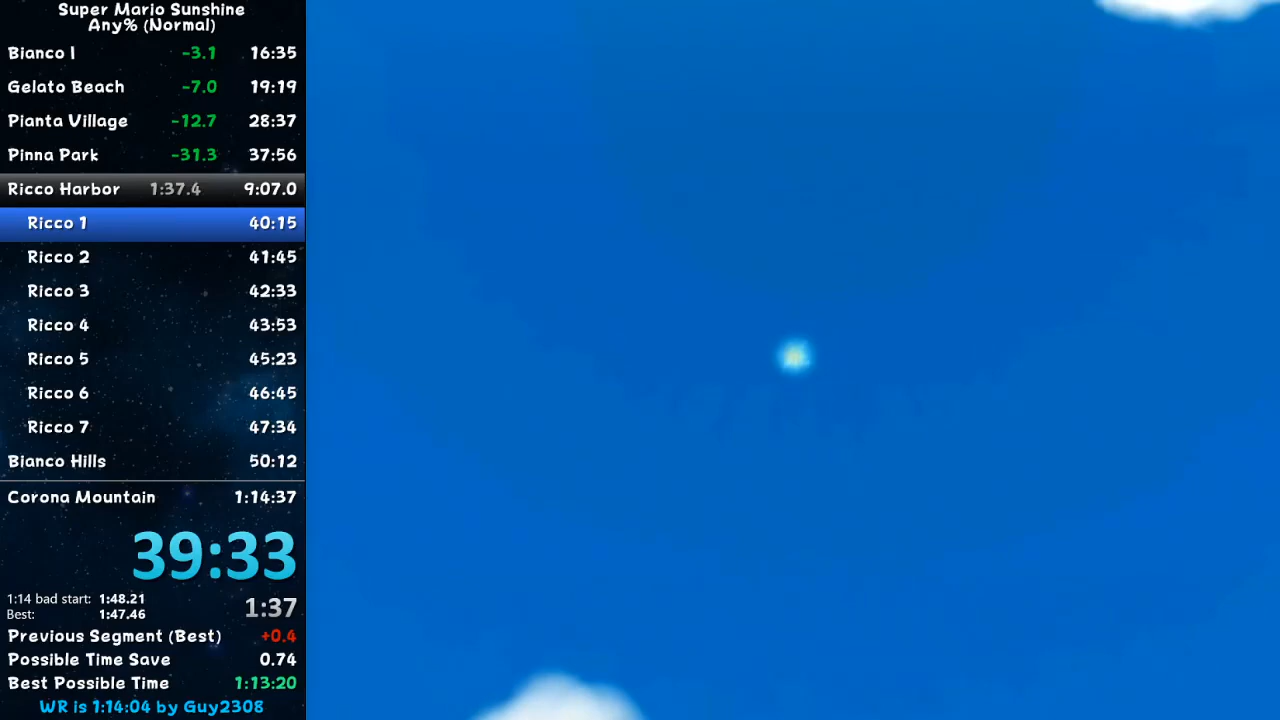 Super Mario Sunshine
Any% (Normal)
Bianco 1 -3.1 16:35
Gelato Beach -7.0 19:19
Pianta Village -12.7 28:37
Pinna Park -31.3 37:56
Ricco Harbor 1:37.4 9:07.0
Ricco 1 40:15
Ricco 2 41:45
Ricco 3 42:33
Ricco 4 43:53
Ricco 5 45:23
Ricco 6 46:45
Ricco 7 47:34
Bianco Hills 50:12
Corona Mountain 1:14:37
39:33
1:14 bad start: 1:48.21
Best: 1:47.46
1:37
Previous Segment (Best) +0.4
Possible Time Save 0.74
Best Possible Time 1:13:20
WR is 1:14:04 by Guy2308